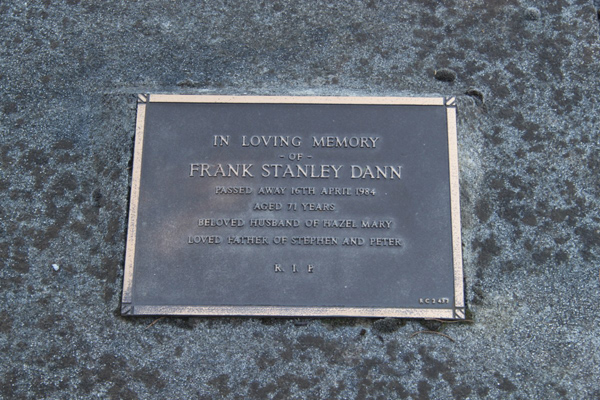 IN LOVING MEMORY
- OF -
FRANK STANLEY DANN
PASSED AWAY 16TH APRIL 1984
AGED 71 YEARS
BELOVED HUSBAND OF HAZEL MARY
LOVED FATHER OF STEPHEN AND PETER
R. I. P.